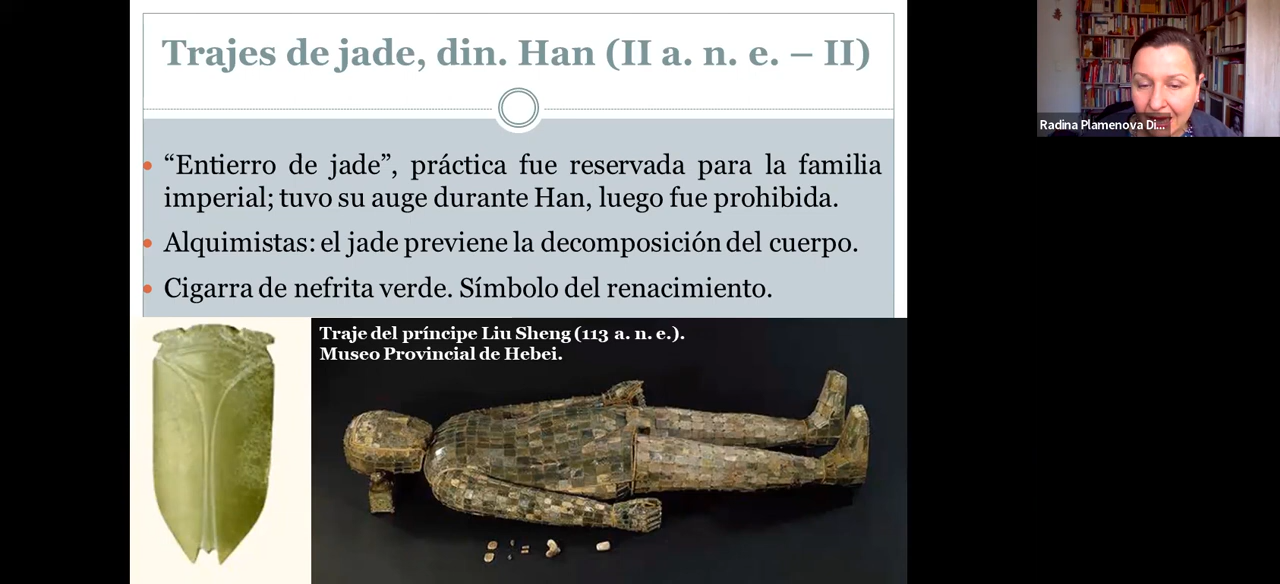 Trajes de jade, din. Han (II a. n. e. – II)
• “Entierro de jade”, práctica fue reservada para la familia
imperial; tuvo su auge durante Han, luego fue prohibida.
• Alquimistas: el jade previene la decomposición del cuerpo.
• Cigarra de nefrita verde. Símbolo del renacimiento.
Traje del príncipe Liu Sheng (113 a. n. e.).
Museo Provincial de Hebei.
Radina Plamenova Di...